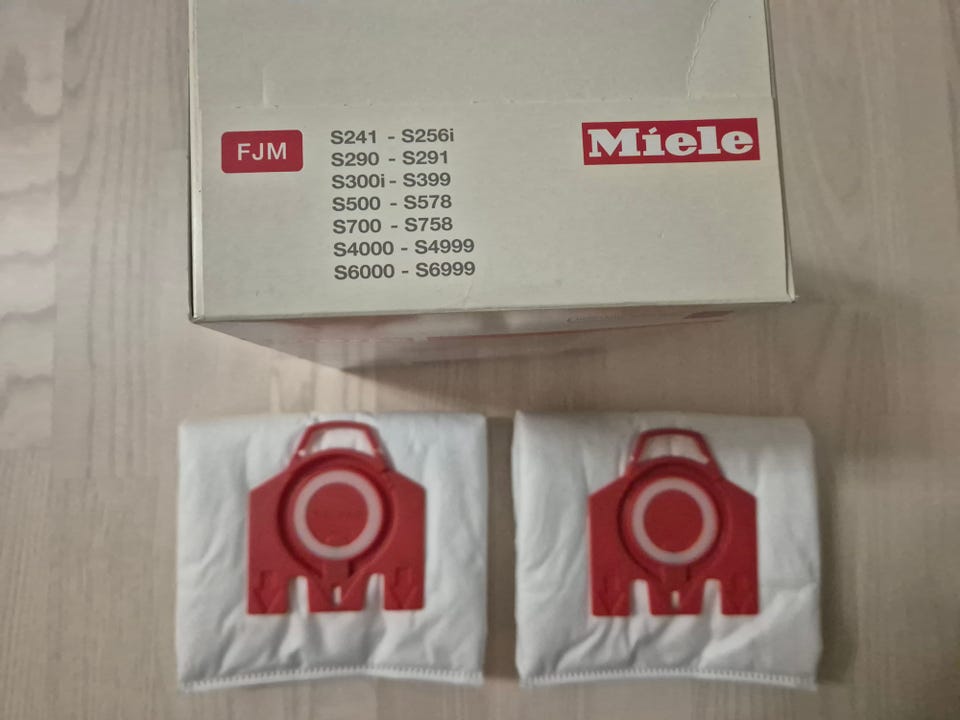 FJM
S241 - S256i
S290 - S291
S300i - S399
S500 - S578
S700 - S758
S4000 - S4999
S6000 - S6999
Miele